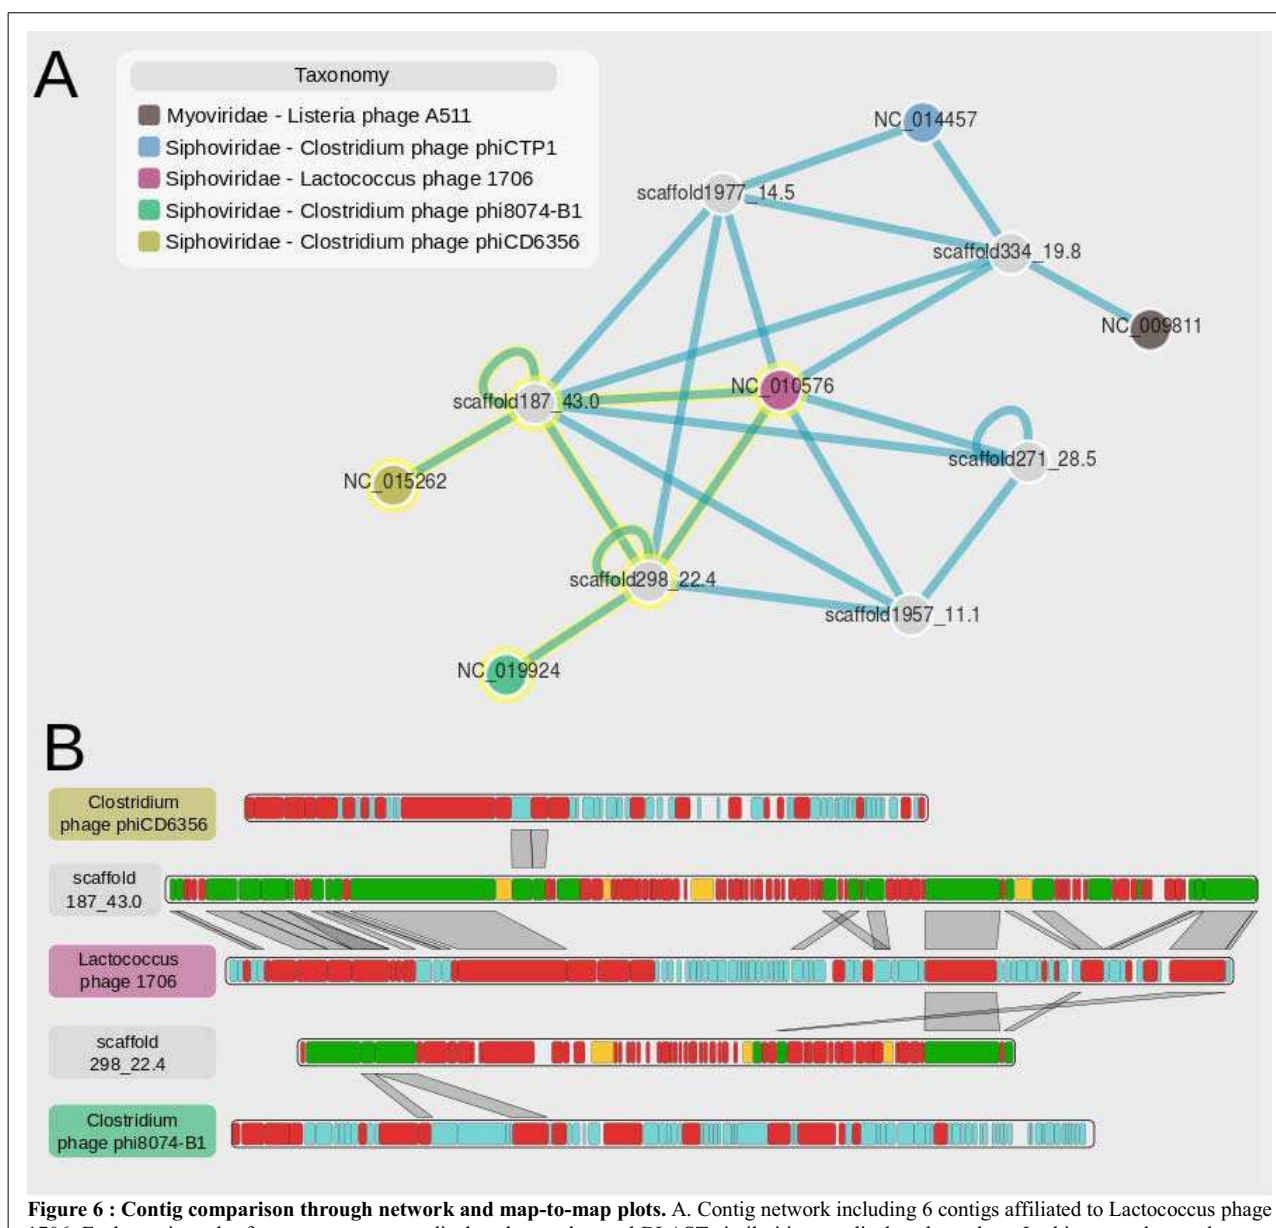 A
Taxonomy
Myoviridae - Listeria phage A511
Siphoviridae - Clostridium phage phiCTP1
Siphoviridae - Lactococcus phage 1706
Siphoviridae - Clostridium phage phi8074-B1
Siphoviridae - Clostridium phage phiCD6356
NC_014457
scaffold1977_14.5
scaffold334_19.8
NC_009811
NC_010576
scaffold187_43.0
scaffold271_28.5
NC_015262
scaffold298_22.4
scaffold1957_11.1
NC_019924
B
Clostridium
phage phiCD6356
scaffold
187_43.0
Lactococcus
phage 1706
scaffold
298_22.4
Clostridium
phage phi8074-B1
Figure 6 : Contig comparison through network and map-to-map plots. A. Contig network including 6 contigs affiliated to Lactococcus phage